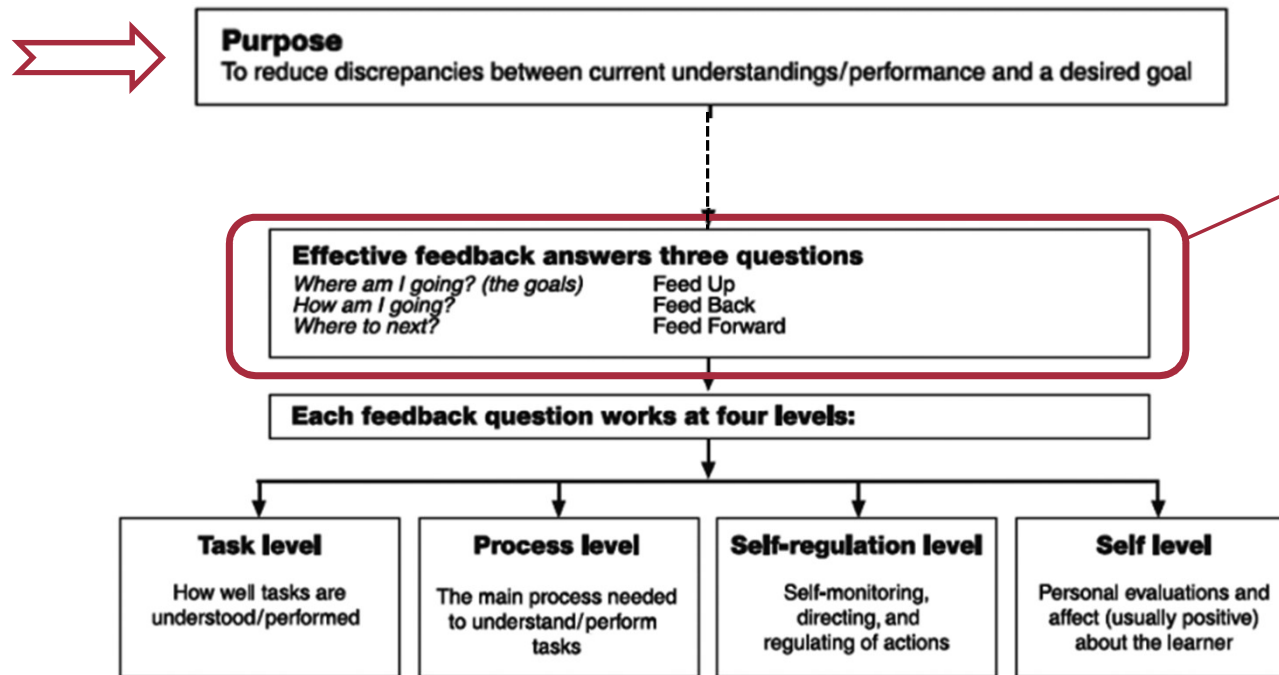 Purpose
To reduce discrepancies between current understandings/performance and a desired goal
Effective feedback answers three questions
Where am I going? (the goals) Feed Up
How am I going? Feed Back
Where to next? Feed Forward
Each feedback question works at four levels:
Task level
How well tasks are
understood/performed
Process level
The main process needed
to understand/perform
tasks
Self-regulation level
Self-monitoring,
directing, and
regulating of actions
Self level
Personal evaluations and
affect (usually positive)
about the learner